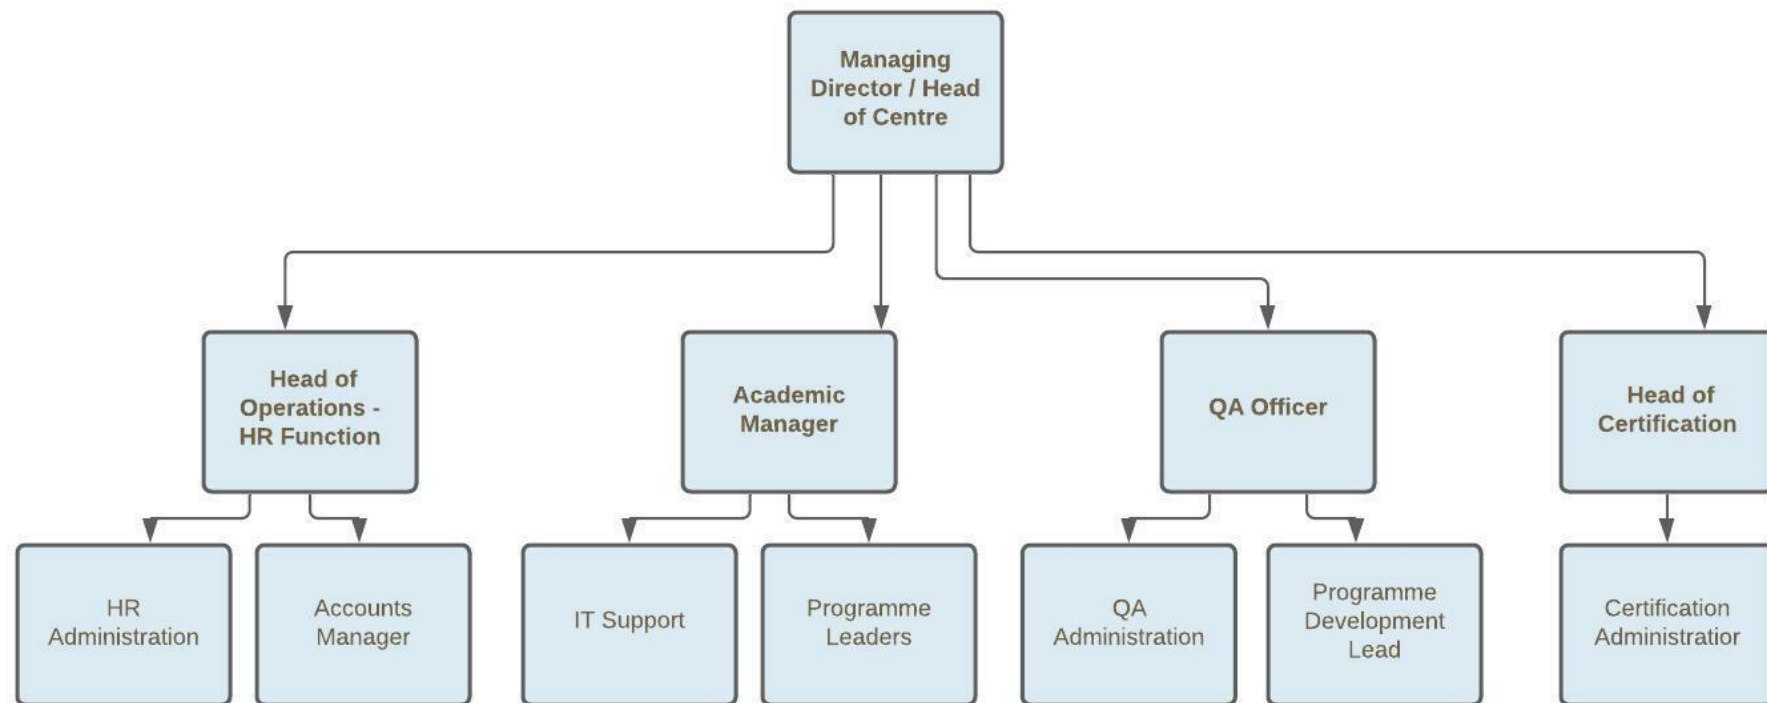 Managing
Director / Head
of Centre
Head of
Operations -
HR Function
Academic
Manager
QA Officer
Head of
Certification
HR
Administration
Accounts
Manager
IT Support
Programme
Leaders
QA
Administration
Programme
Development
Lead
Certification